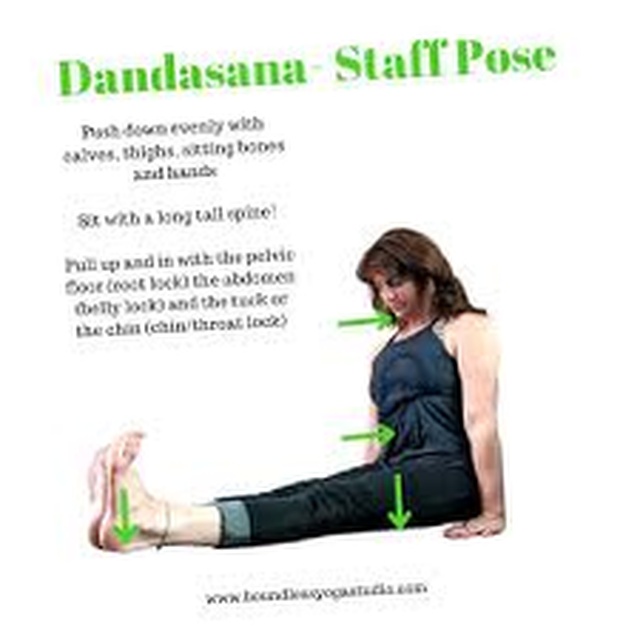 Dandasana- Staff Pose
Push down evenly with
calves, thighs, sitting bones
and hands
Sit with a long tall spine!
Pull up and in with the pelvic
floor (root lock) the abdomen
(belly lock) and the tuck or
the chin (chin/throat lock)
www.boundlessyogastudio.com